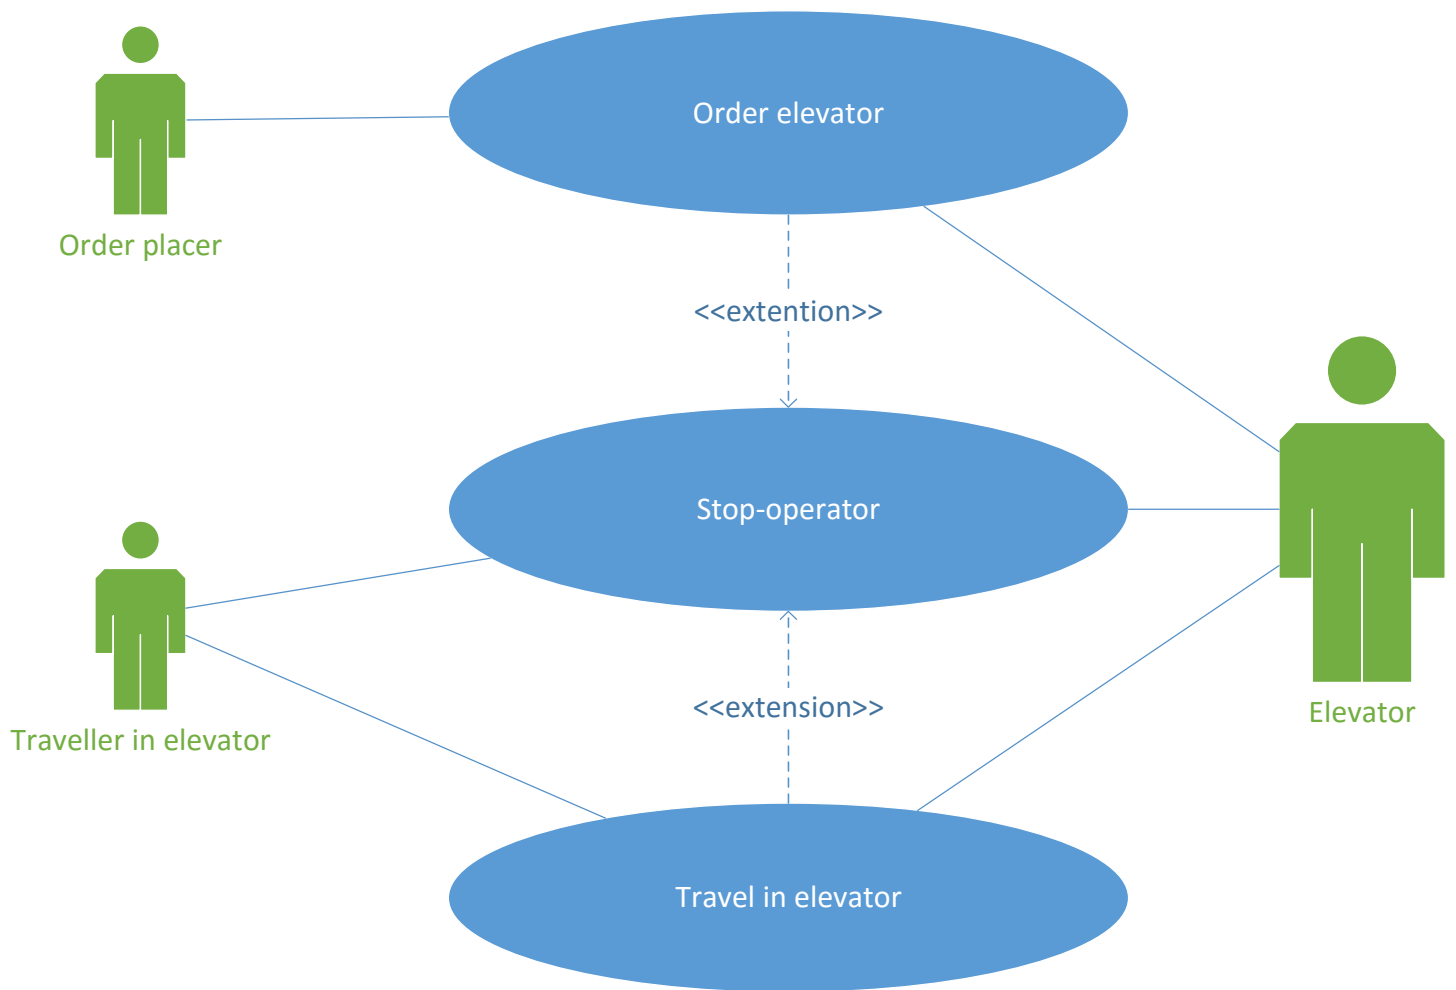 Order elevator
Order placer
<<extention>>
Stop-operator
<<extension>>
Elevator
Traveller in elevator
Travel in elevator